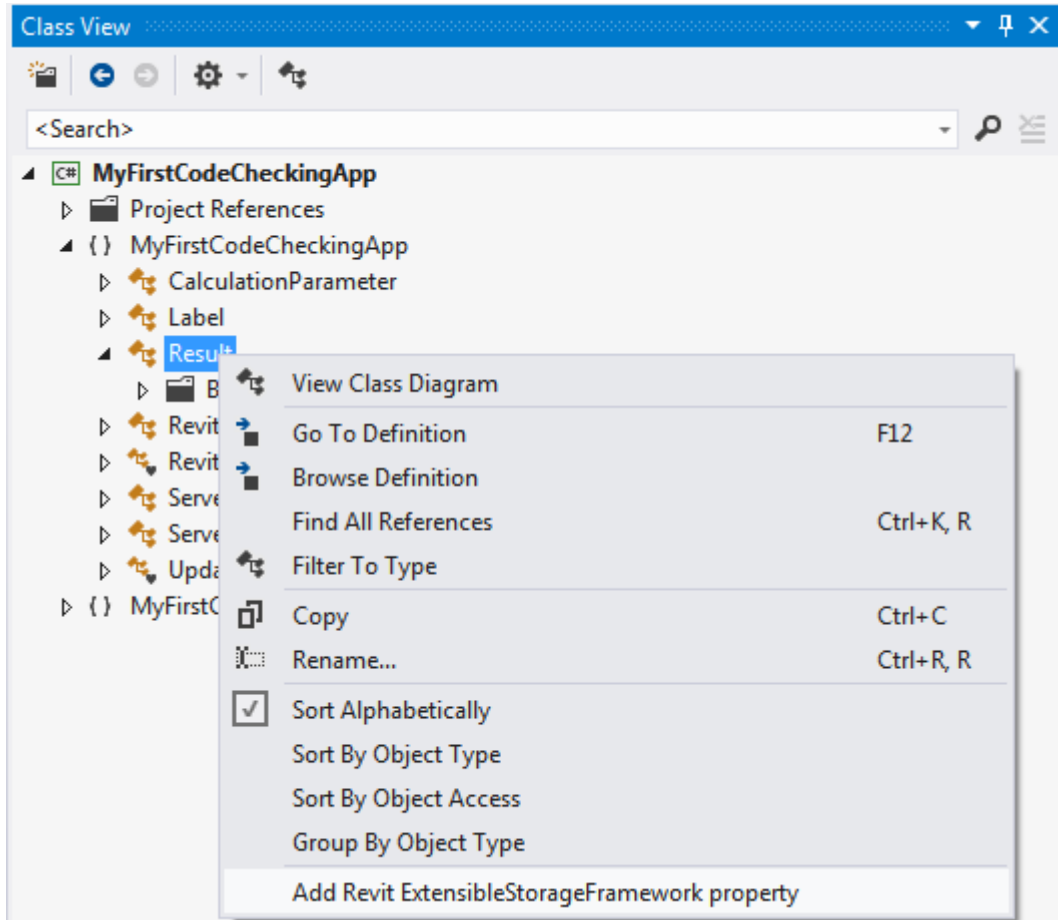 Class View
<Search>
C# MyFirstCodeCheckingApp
Project References
{ } MyFirstCodeCheckingApp
CalculationParameter
Label
Result
View Class Diagram
B
Revit
Go To Definition F12
Revit
Browse Definition
Serve
Find All References Ctrl+K, R
Serve
Filter To Type
Upda
{ } MyFirstC
Copy Ctrl+C
Rename... Ctrl+R, R
Sort Alphabetically
Sort By Object Type
Sort By Object Access
Group By Object Type
Add Revit ExtensibleStorageFramework property